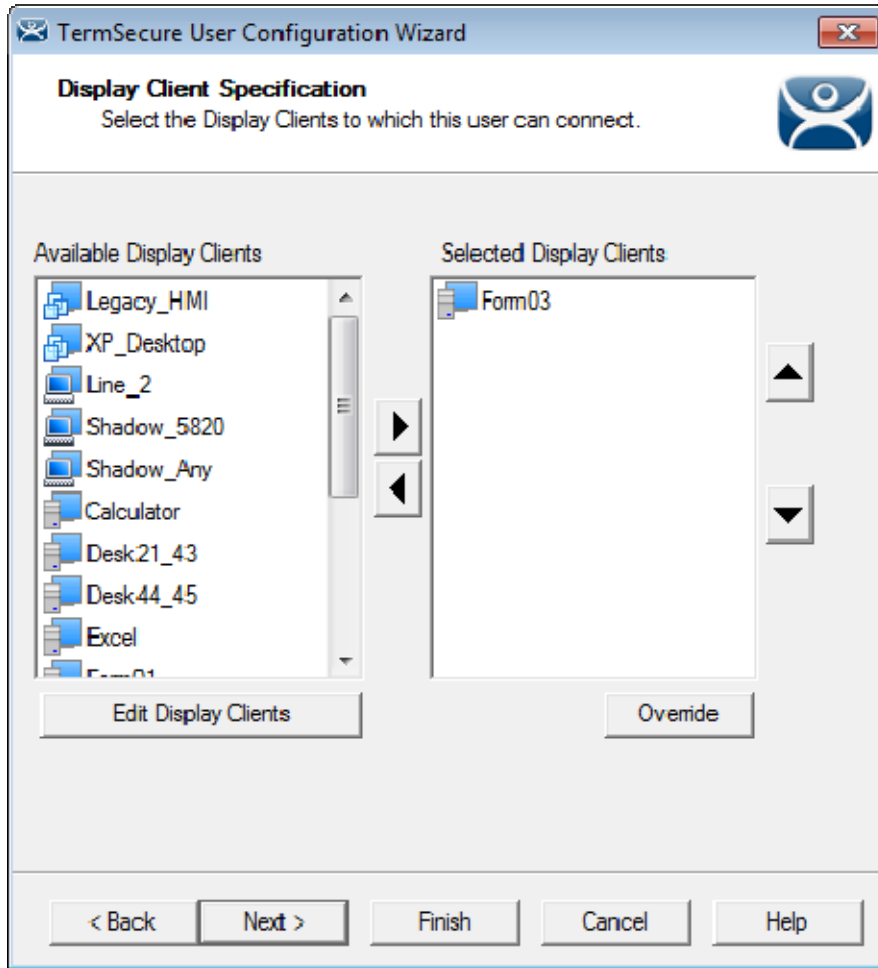 TermSecure User Configuration Wizard
Display Client Specification
Select the Display Clients to which this user can connect.
Available Display Clients
Selected Display Clients
Legacy_HMI
XP_Desktop
Line_2
Shadow_5820
Shadow_Any
Calculator
Desk21_43
Desk44_45
Excel
Form01
Form03
Edit Display Clients
Override
< Back
Next >
Finish
Cancel
Help